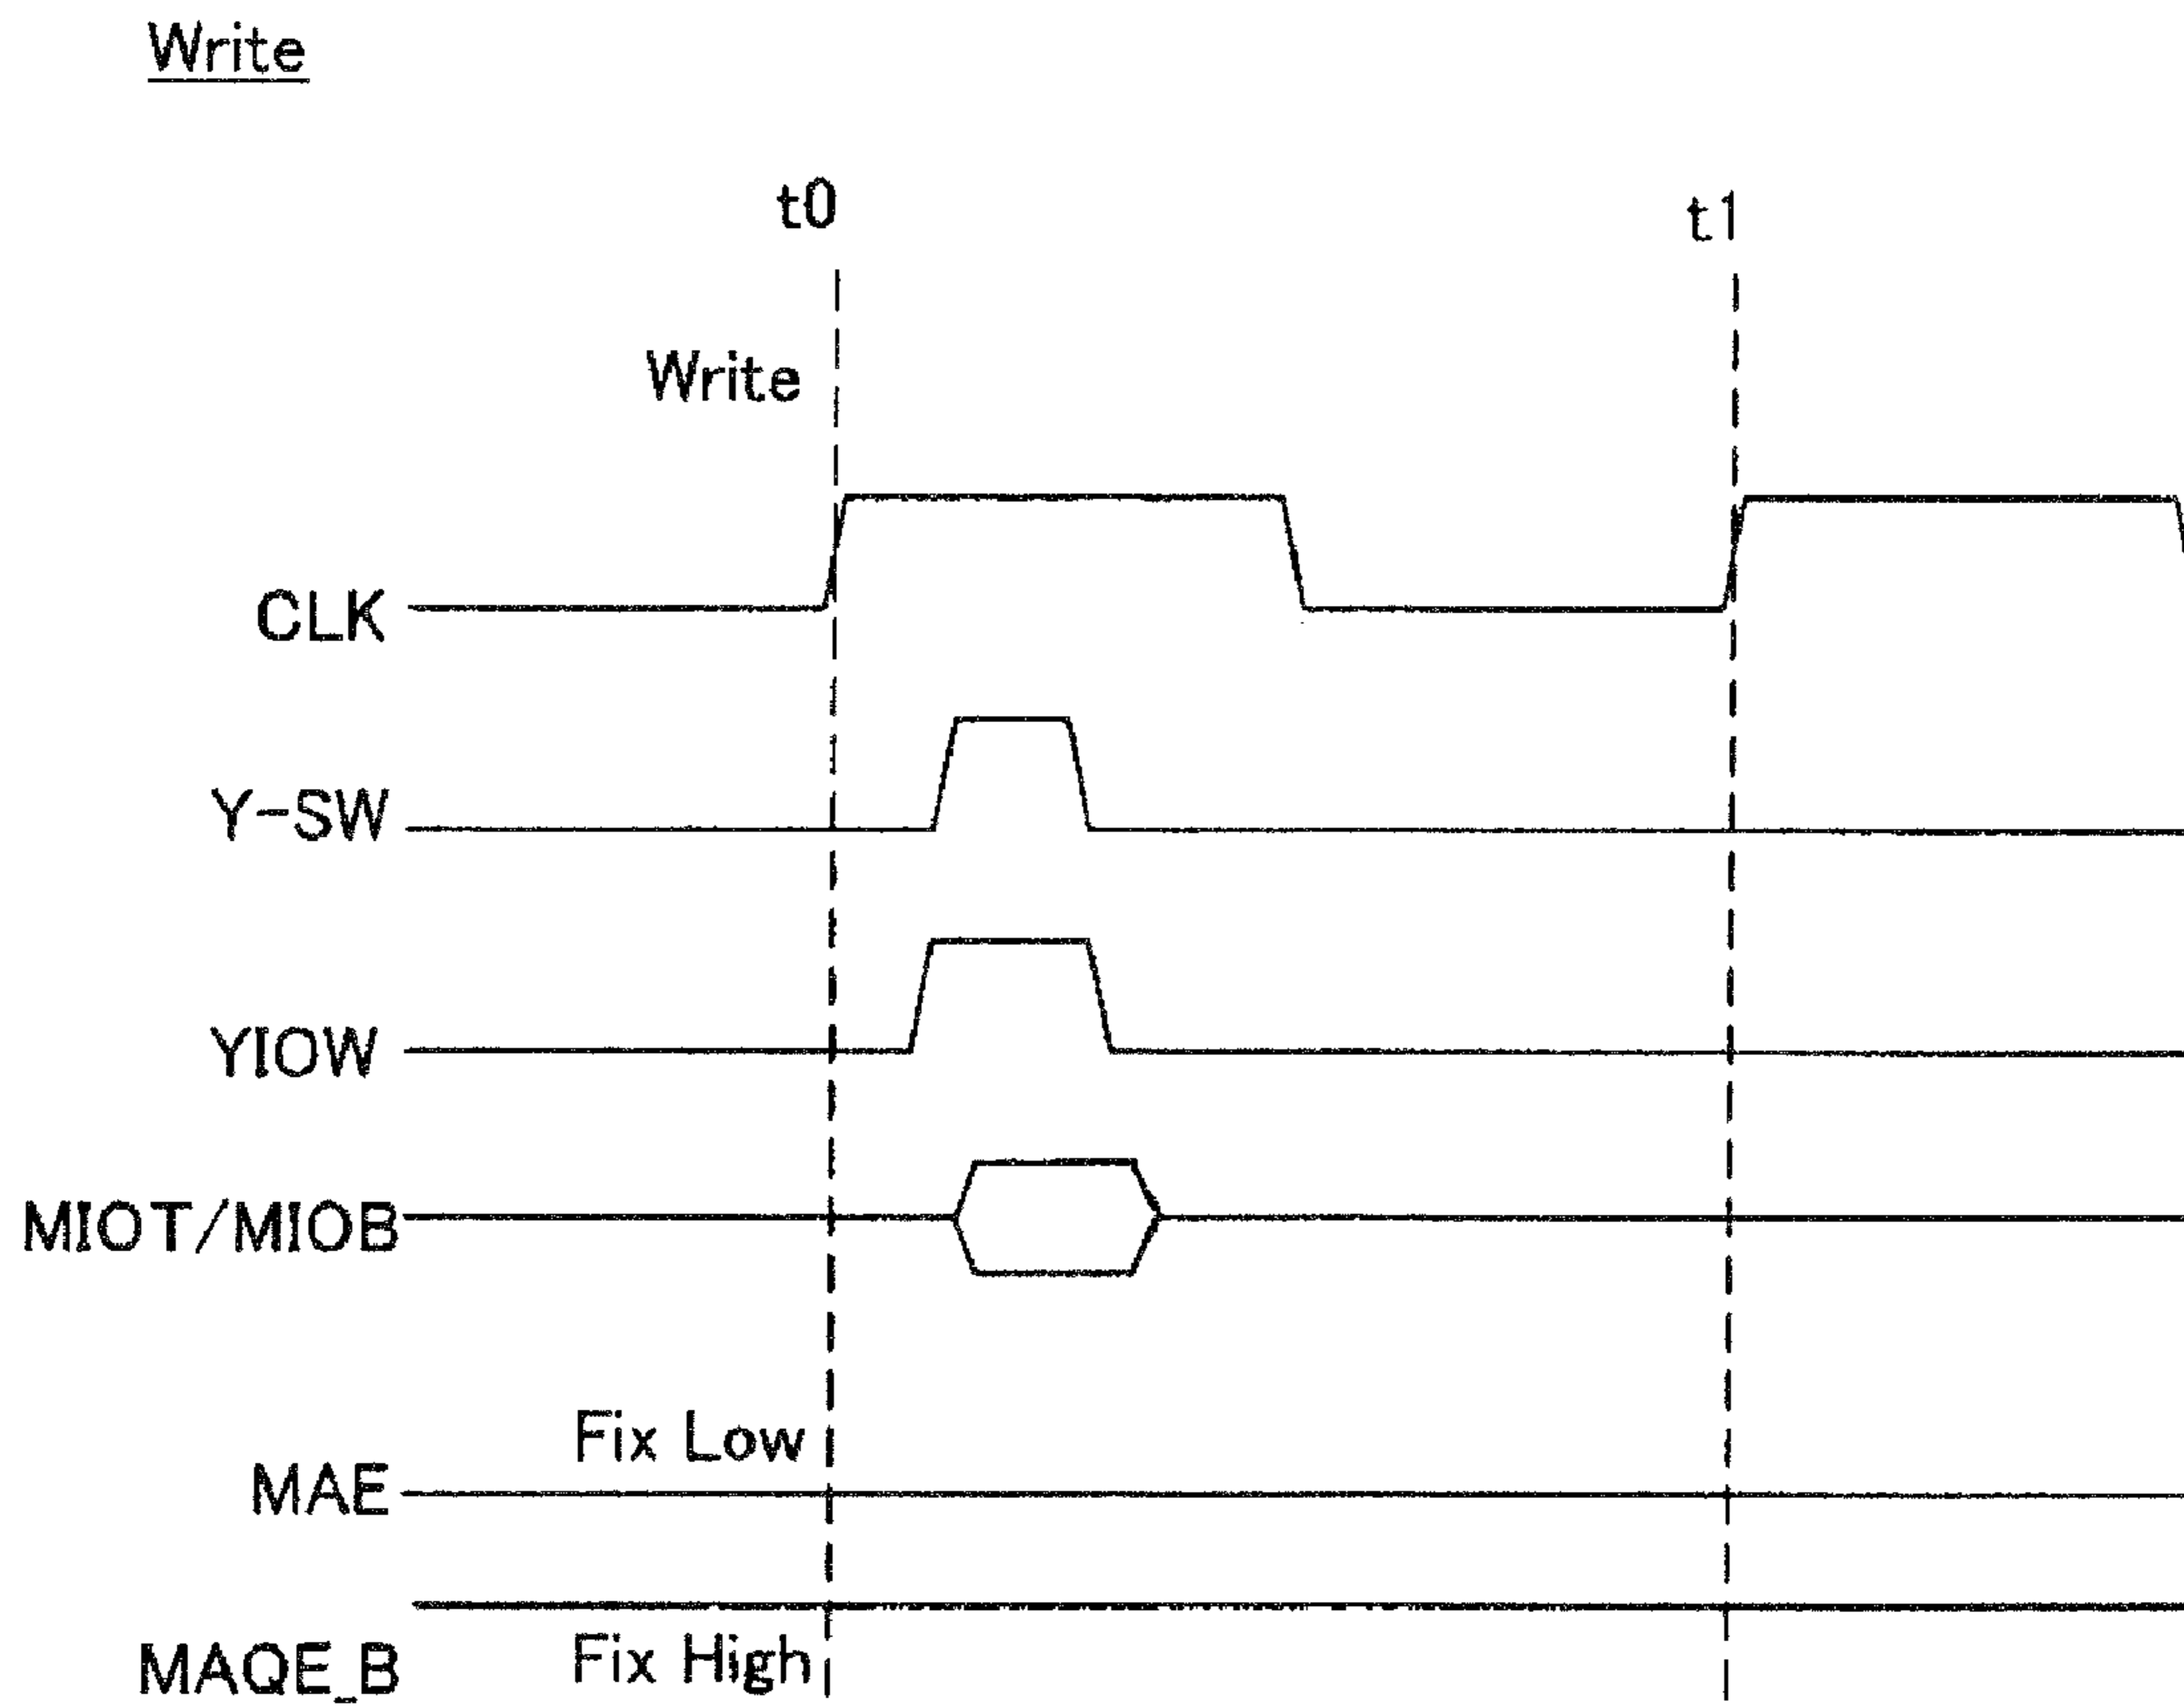 Write
t0
t1
Write
CLK
Y-SW
YIOW
MIOT/MIOB
Fix Low
MAE
Fix High
MAQE_B